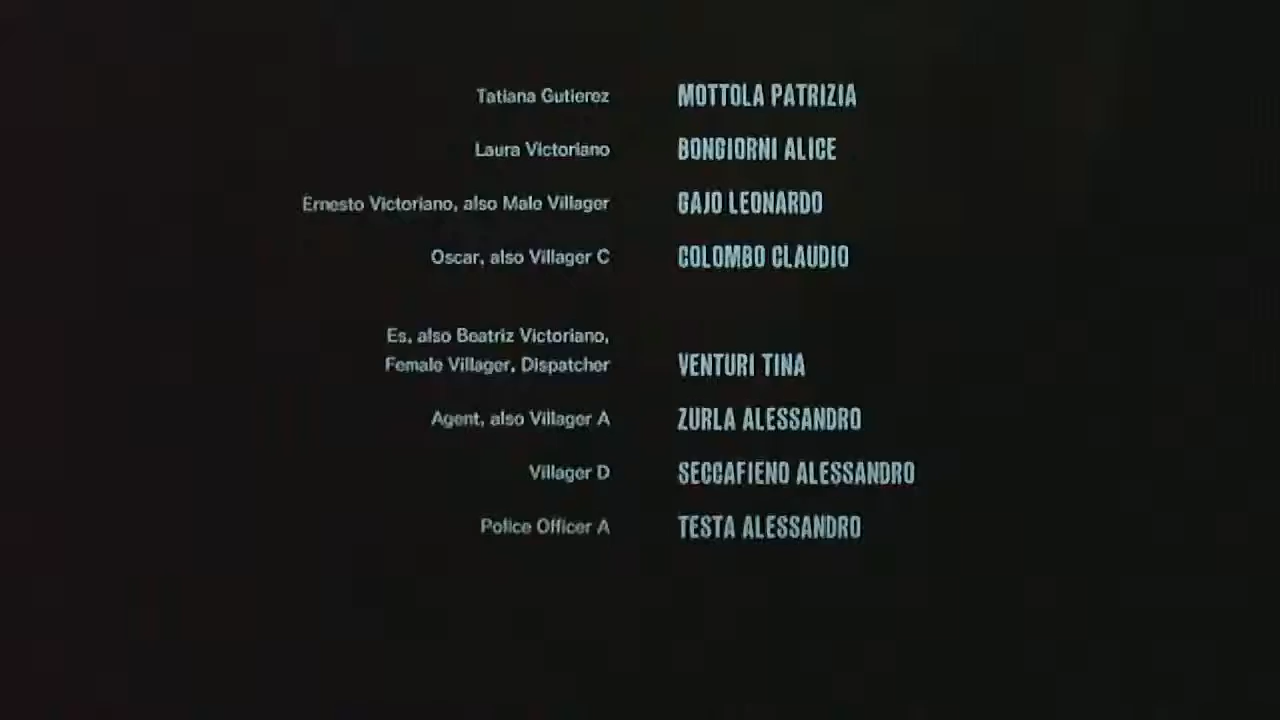 Tatiana Gutierez MOTTOLA PATRIZIA
Laura Victoriano BONGIORNI ALICE
Ernesto Victoriano, also Male Villager GAJO LEONARDO
Oscar, also Villager C COLOMBO CLAUDIO
Es, also Beatriz Victoriano,
Female Villager, Dispatcher VENTURI TINA
Agent, also Villager A ZURLA ALESSANDRO
Villager D SECCAFIENO ALESSANDRO
Police Officer A TESTA ALESSANDRO